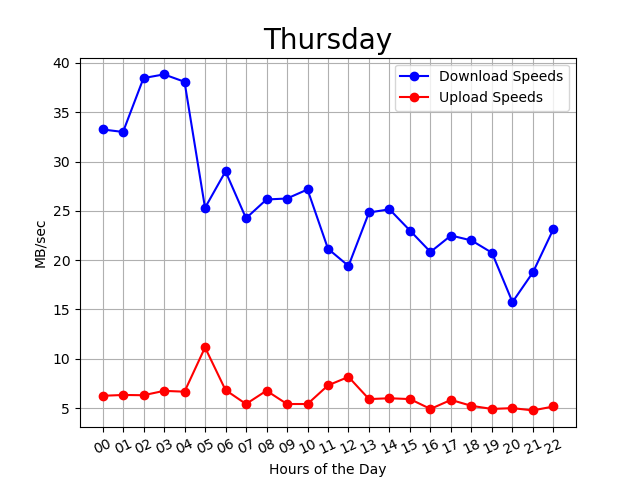 Thursday
Download Speeds
Upload Speeds
40
35
30
25
20
15
10
5
MB/sec
00 01 02 03 04 05 06 07 08 09 10 11 12 13 14 15 16 17 18 19 20 21 22
Hours of the Day